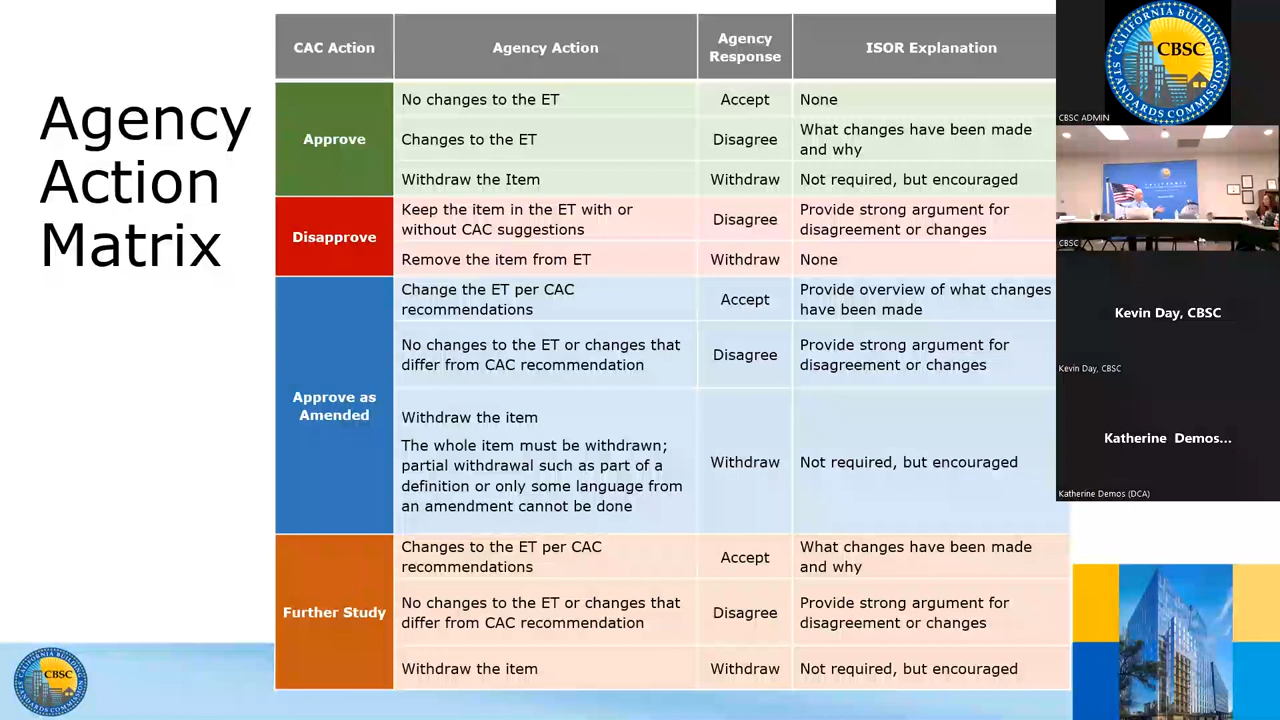 Agency
Action
Matrix
CAC Action
Agency Action
Agency
Response
ISOR Explanation
Approve
No changes to the ET
Accept
None
Changes to the ET
Disagree
What changes have been made
and why
Withdraw the Item
Withdraw
Not required, but encouraged
Disapprove
Keep the item in the ET with or
without CAC suggestions
Disagree
Provide strong argument for
disagreement or changes
Remove the item from ET
Withdraw
None
Approve as
Amended
Change the ET per CAC
recommendations
Accept
Provide overview of what changes
have been made
No changes to the ET or changes that
differ from CAC recommendation
Disagree
Provide strong argument for
disagreement or changes
Withdraw the item
The whole item must be withdrawn;
partial withdrawal such as part of a
definition or only some language from
an amendment cannot be done
Withdraw
Not required, but encouraged
Further Study
Changes to the ET per CAC
recommendations
Accept
What changes have been made
and why
No changes to the ET or changes that
differ from CAC recommendation
Disagree
Provide strong argument for
disagreement or changes
Withdraw the item
Withdraw
Not required, but encouraged
CALIFORNIA BUILDING STANDARDS COMMISSION
CBSC
CBSC ADMIN
CBSC
Kevin Day, CBSC
Kevin Day, CBSC
Katherine Demos...
Katherine Demos (DCA)
CALIFORNIA BUILDING STANDARDS COMMISSION
CBSC